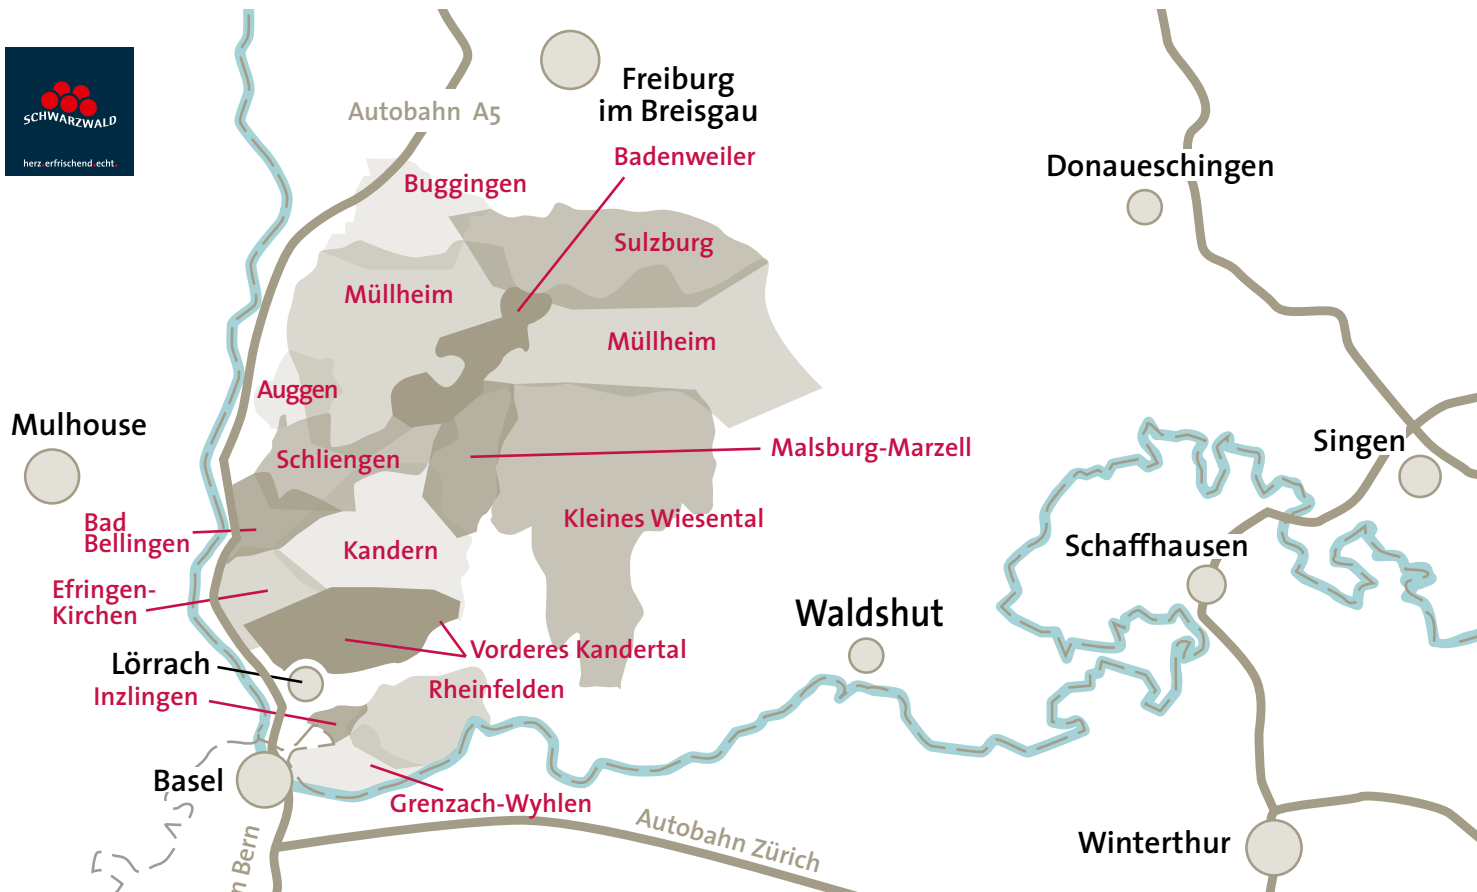 SCHWARZWALD
herz.erfrischend.echt.
Autobahn A5
Freiburg
im Breisgau
Badenweiler
Buggingen
Donaueschingen
Sulzburg
Müllheim
Müllheim
Auggen
Mulhouse
Singen
Schliengen
Malsburg-Marzell
Bad
Bellingen
Kleines Wiesental
Kandern
Schaffhausen
Efringen-
Kirchen
Waldshut
Vorderes Kandertal
Lörrach
Inzlingen
Rheinfelden
Basel
Grenzach-Wyhlen
Autobahn Zürich
n Bern
Winterthur